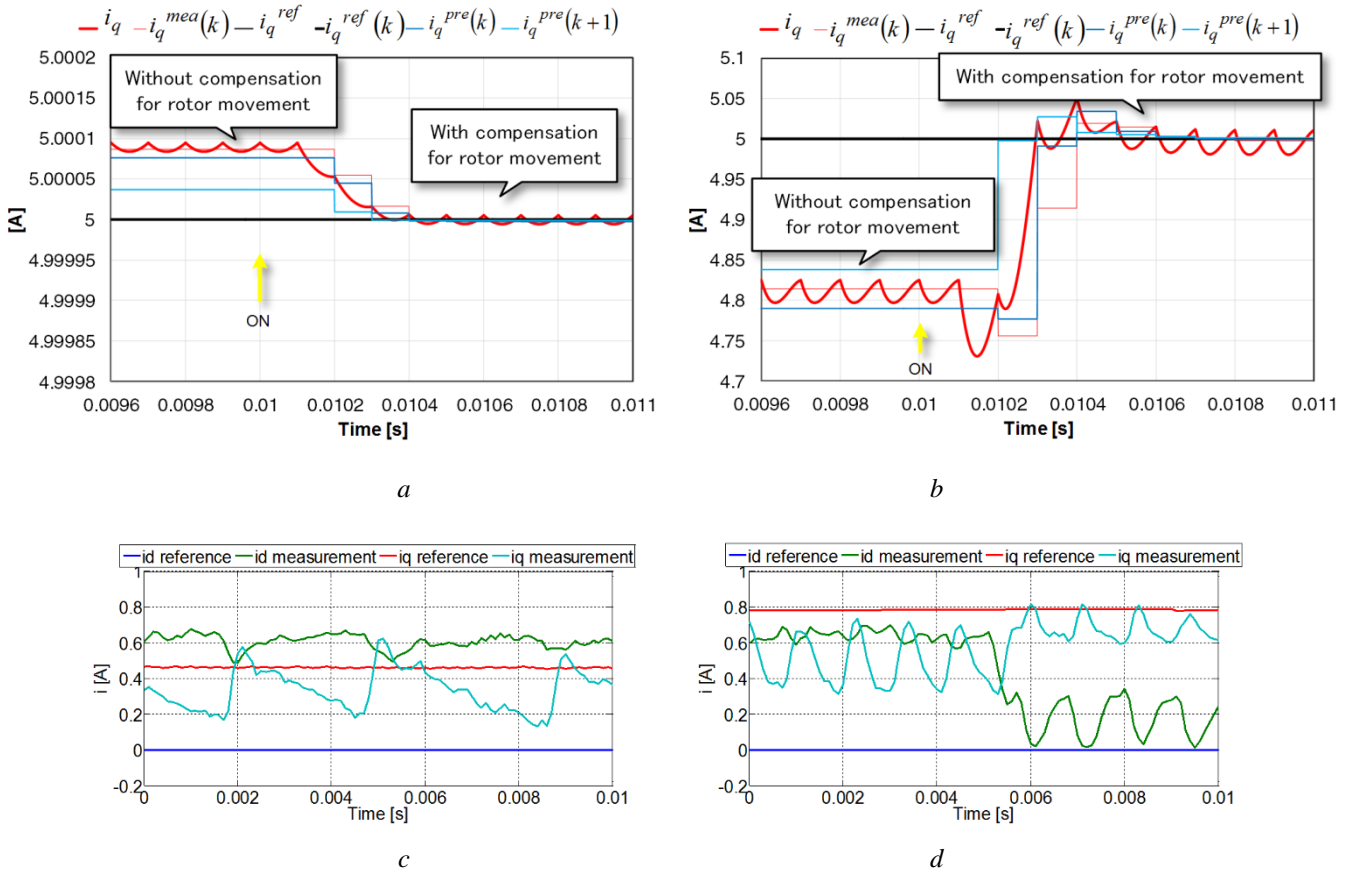 i_q i_q^mea(k) i_q^ref i_q^ref(k) i_q^pre(k) i_q^pre(k+1)
5.0002
5.00015
5.0001
5.00005
5
4.99995
4.9999
4.99985
4.9998
[A]
Without compensation
for rotor movement
With compensation
for rotor movement
ON
0.0096 0.0098 0.01 0.0102 0.0104 0.0106 0.0108 0.011
Time [s]
a
i_q i_q^mea(k) i_q^ref i_q^ref(k) i_q^pre(k) i_q^pre(k+1)
5.1
5.05
5
4.95
4.9
4.85
4.8
4.75
4.7
[A]
With compensation for rotor movement
Without compensation
for rotor movement
ON
0.0096 0.0098 0.01 0.0102 0.0104 0.0106 0.0108 0.011
Time [s]
b
id reference id measurement iq reference iq measurement
1
0.8
0.6
0.4
0.2
0
-0.2
i [A]
0 0.002 0.004 0.006 0.008 0.01
Time [s]
c
id reference id measurement iq reference iq measurement
1
0.8
0.6
0.4
0.2
0
-0.2
i [A]
0 0.002 0.004 0.006 0.008 0.01
Time [s]
d